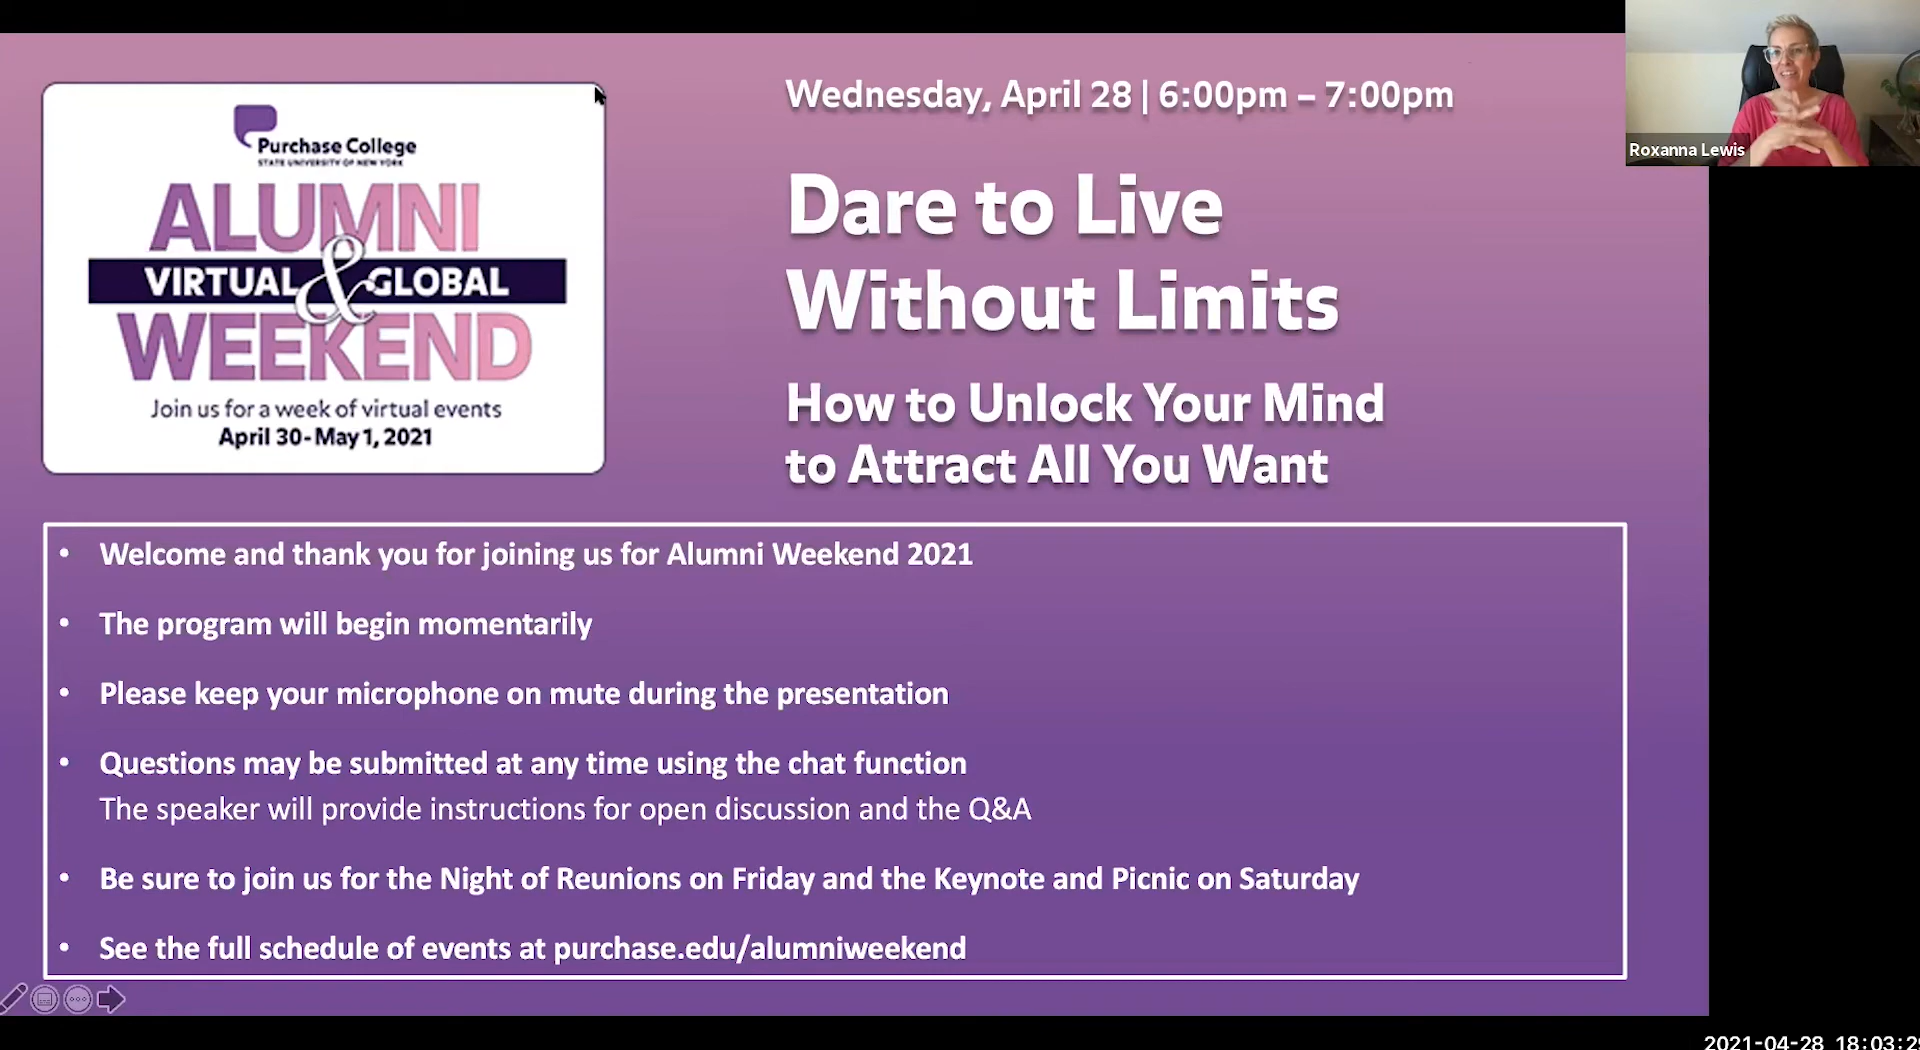 Purchase College
STATE UNIVERSITY OF NEW YORK
ALUMNI
VIRTUAL & GLOBAL
WEEKEND
Join us for a week of virtual events
April 30-May 1, 2021
Wednesday, April 28 | 6:00pm – 7:00pm
Dare to Live
Without Limits
How to Unlock Your Mind
to Attract All You Want
Roxanna Lewis
• Welcome and thank you for joining us for Alumni Weekend 2021
• The program will begin momentarily
• Please keep your microphone on mute during the presentation
• Questions may be submitted at any time using the chat function
The speaker will provide instructions for open discussion and the Q&A
• Be sure to join us for the Night of Reunions on Friday and the Keynote and Picnic on Saturday
• See the full schedule of events at purchase.edu/alumniweekend
2021-04-28 18:03:29